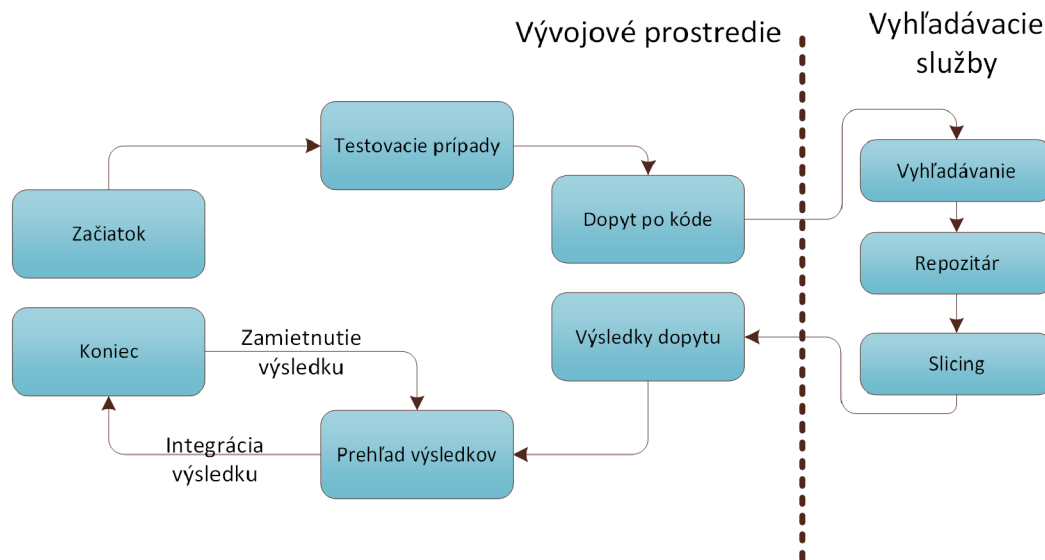 Vývojové prostredie
Vyhľadávacie
služby
Testovacie prípady
Vyhľadávanie
Začiatok
Dopyt po kóde
Repozitár
Koniec
Zamietnutie
výsledku
Výsledky dopytu
Slicing
Integrácia
výsledku
Prehľad výsledkov